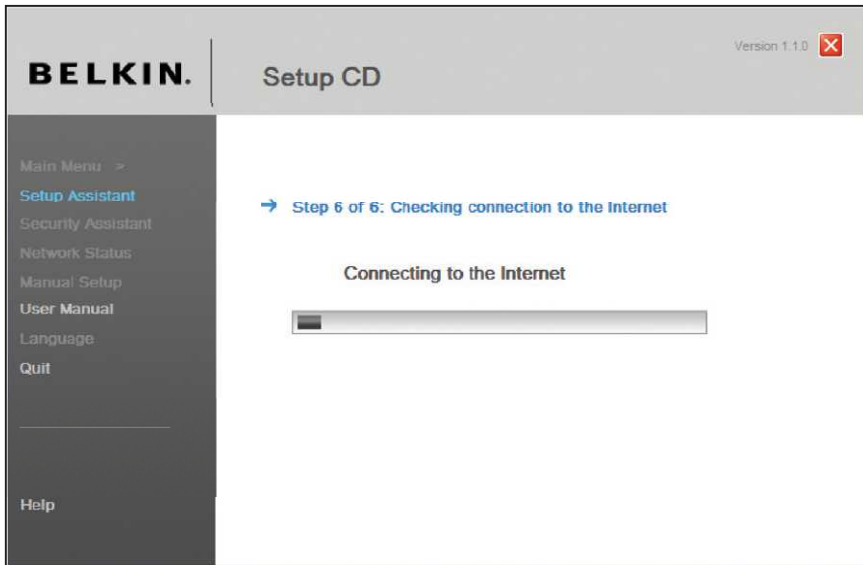 BELKIN.
Setup CD
Version 1.1.0
Main Menu >
Setup Assistant
Security Assistant
Network Status
Manual Setup
User Manual
Language
Quit
Help
Step 6 of 6: Checking connection to the Internet
Connecting to the Internet